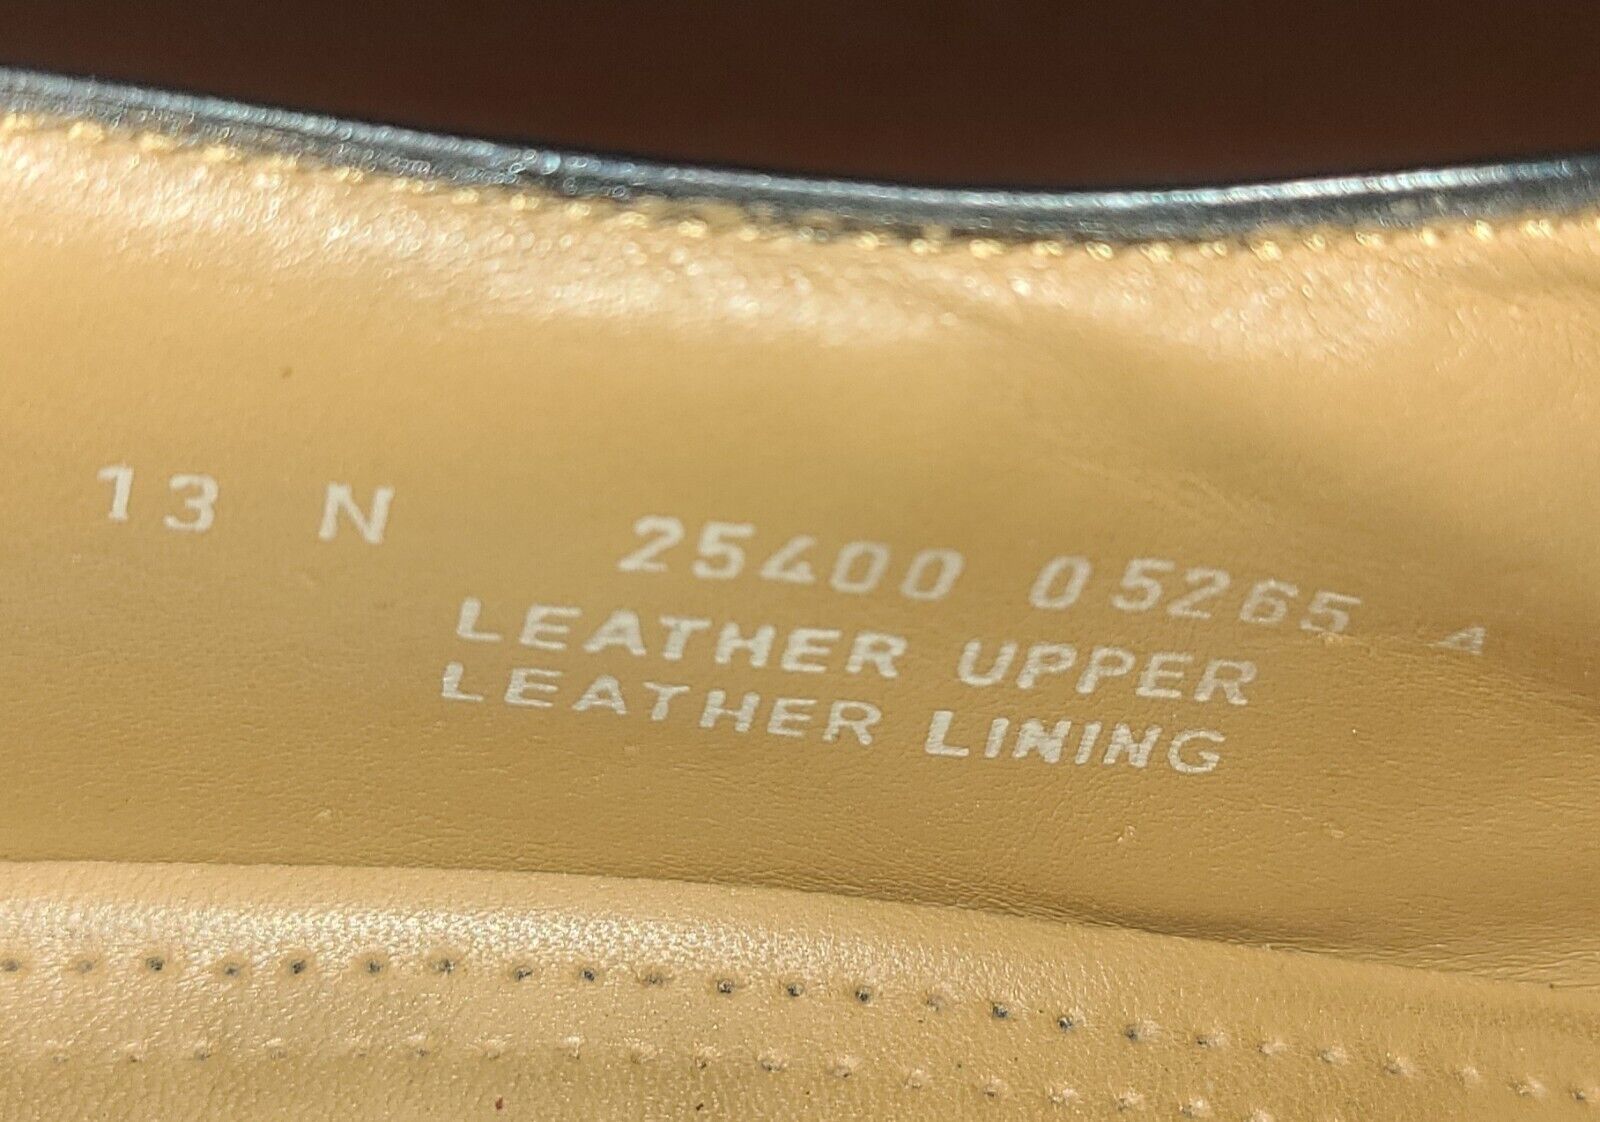 13 N 25400 05265 A
LEATHER UPPER
LEATHER LINING